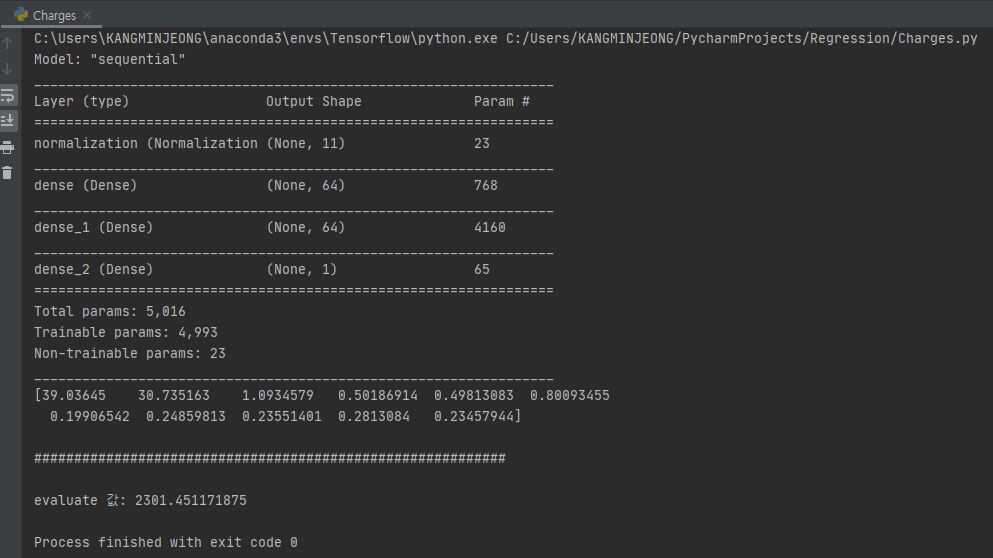 Charges
C:\Users\KANGMINJEONG\anaconda3\envs\Tensorflow\python.exe C:/Users/KANGMINJEONG/PycharmProjects/Regression/Charges.py
Model: "sequential"
_________________________________________________________________
Layer (type)                 Output Shape              Param #
=================================================================
normalization (Normalization (None, 11)                23
_________________________________________________________________
dense (Dense)                (None, 64)                768
_________________________________________________________________
dense_1 (Dense)              (None, 64)                4160
_________________________________________________________________
dense_2 (Dense)              (None, 1)                 65
=================================================================
Total params: 5,016
Trainable params: 4,993
Non-trainable params: 23
_________________________________________________________________
[39.03645    30.735163    1.0934579   0.50186914  0.49813083  0.80093455
  0.19906542  0.24859813  0.23551401  0.2813084   0.23457944]
###########################################################
evaluate 값: 2301.451171875
Process finished with exit code 0